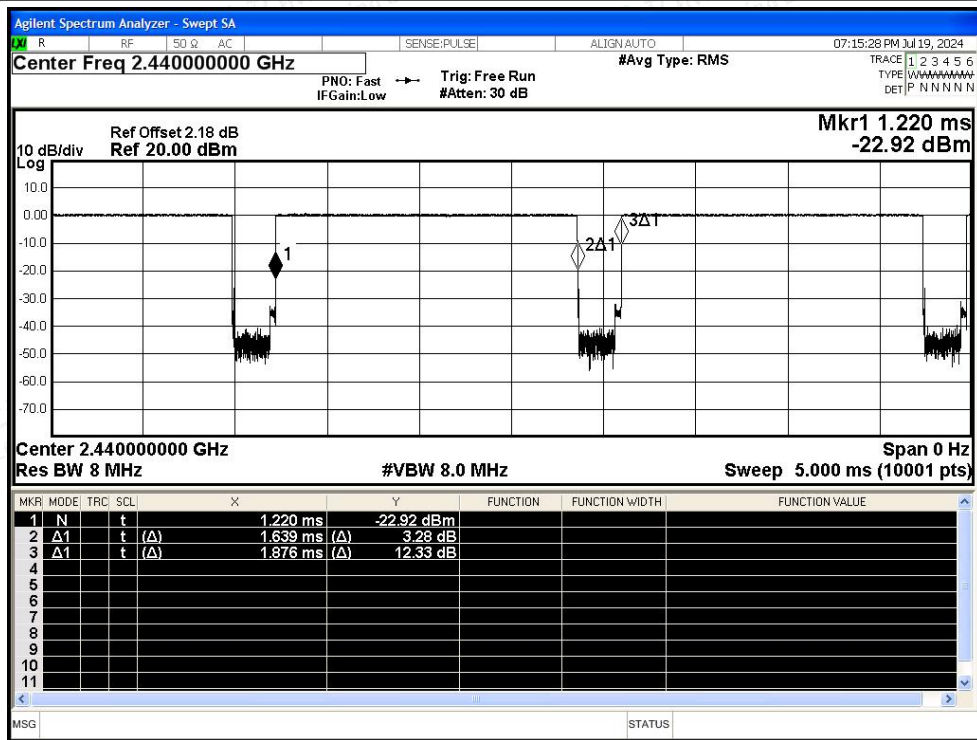 Agilent Spectrum Analyzer - Swept SA
LXI R RF 50 Ω AC SENSE:PULSE ALIGN AUTO 07:15:28 PM Jul 19, 2024
Center Freq 2.440000000 GHz #Avg Type: RMS TRACE 1 2 3 4 5 6
PNO: Fast Trig: Free Run TYPE
IFGain:Low #Atten: 30 dB DET P N N N N N
Mkr1 1.220 ms
Ref Offset 2.18 dB
10 dB/div Ref 20.00 dBm -22.92 dBm
Log
10.0
0.00
-10.0
-20.0
-30.0
-40.0
-50.0
-60.0
-70.0
1
2Δ1
3Δ1
Center 2.440000000 GHz Span 0 Hz
Res BW 8 MHz #VBW 8.0 MHz Sweep 5.000 ms (10001 pts)
MKR MODE TRC SCL X Y FUNCTION FUNCTION WIDTH FUNCTION VALUE
1 N t 1.220 ms -22.92 dBm
2 Δ1 t (Δ) 1.639 ms (Δ) 3.28 dB
3 Δ1 t (Δ) 1.876 ms (Δ) 12.33 dB
4
5
6
7
8
9
10
11
MSG STATUS